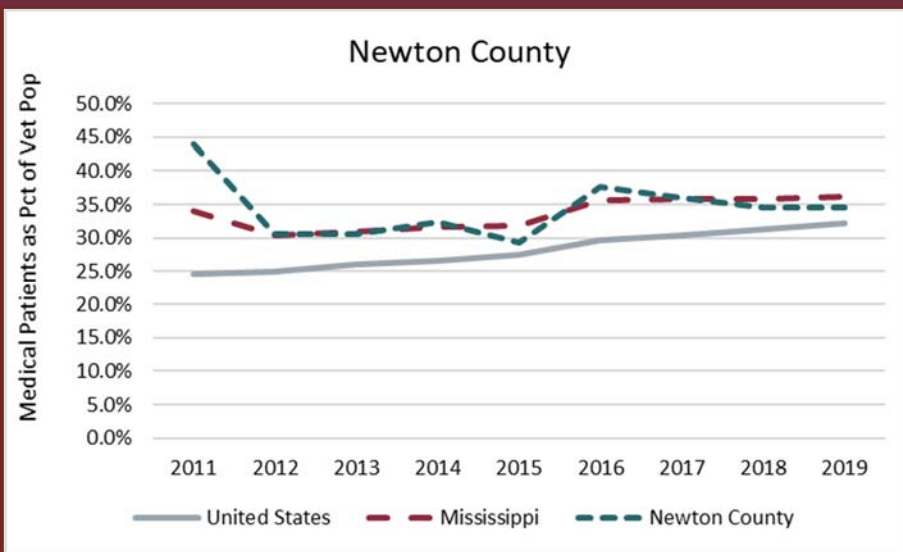 Newton County
Medical Patients as Pct of Vet Pop
50.0%
45.0%
40.0%
35.0%
30.0%
25.0%
20.0%
15.0%
10.0%
5.0%
0.0%
2011 2012 2013 2014 2015 2016 2017 2018 2019
United States Mississippi Newton County